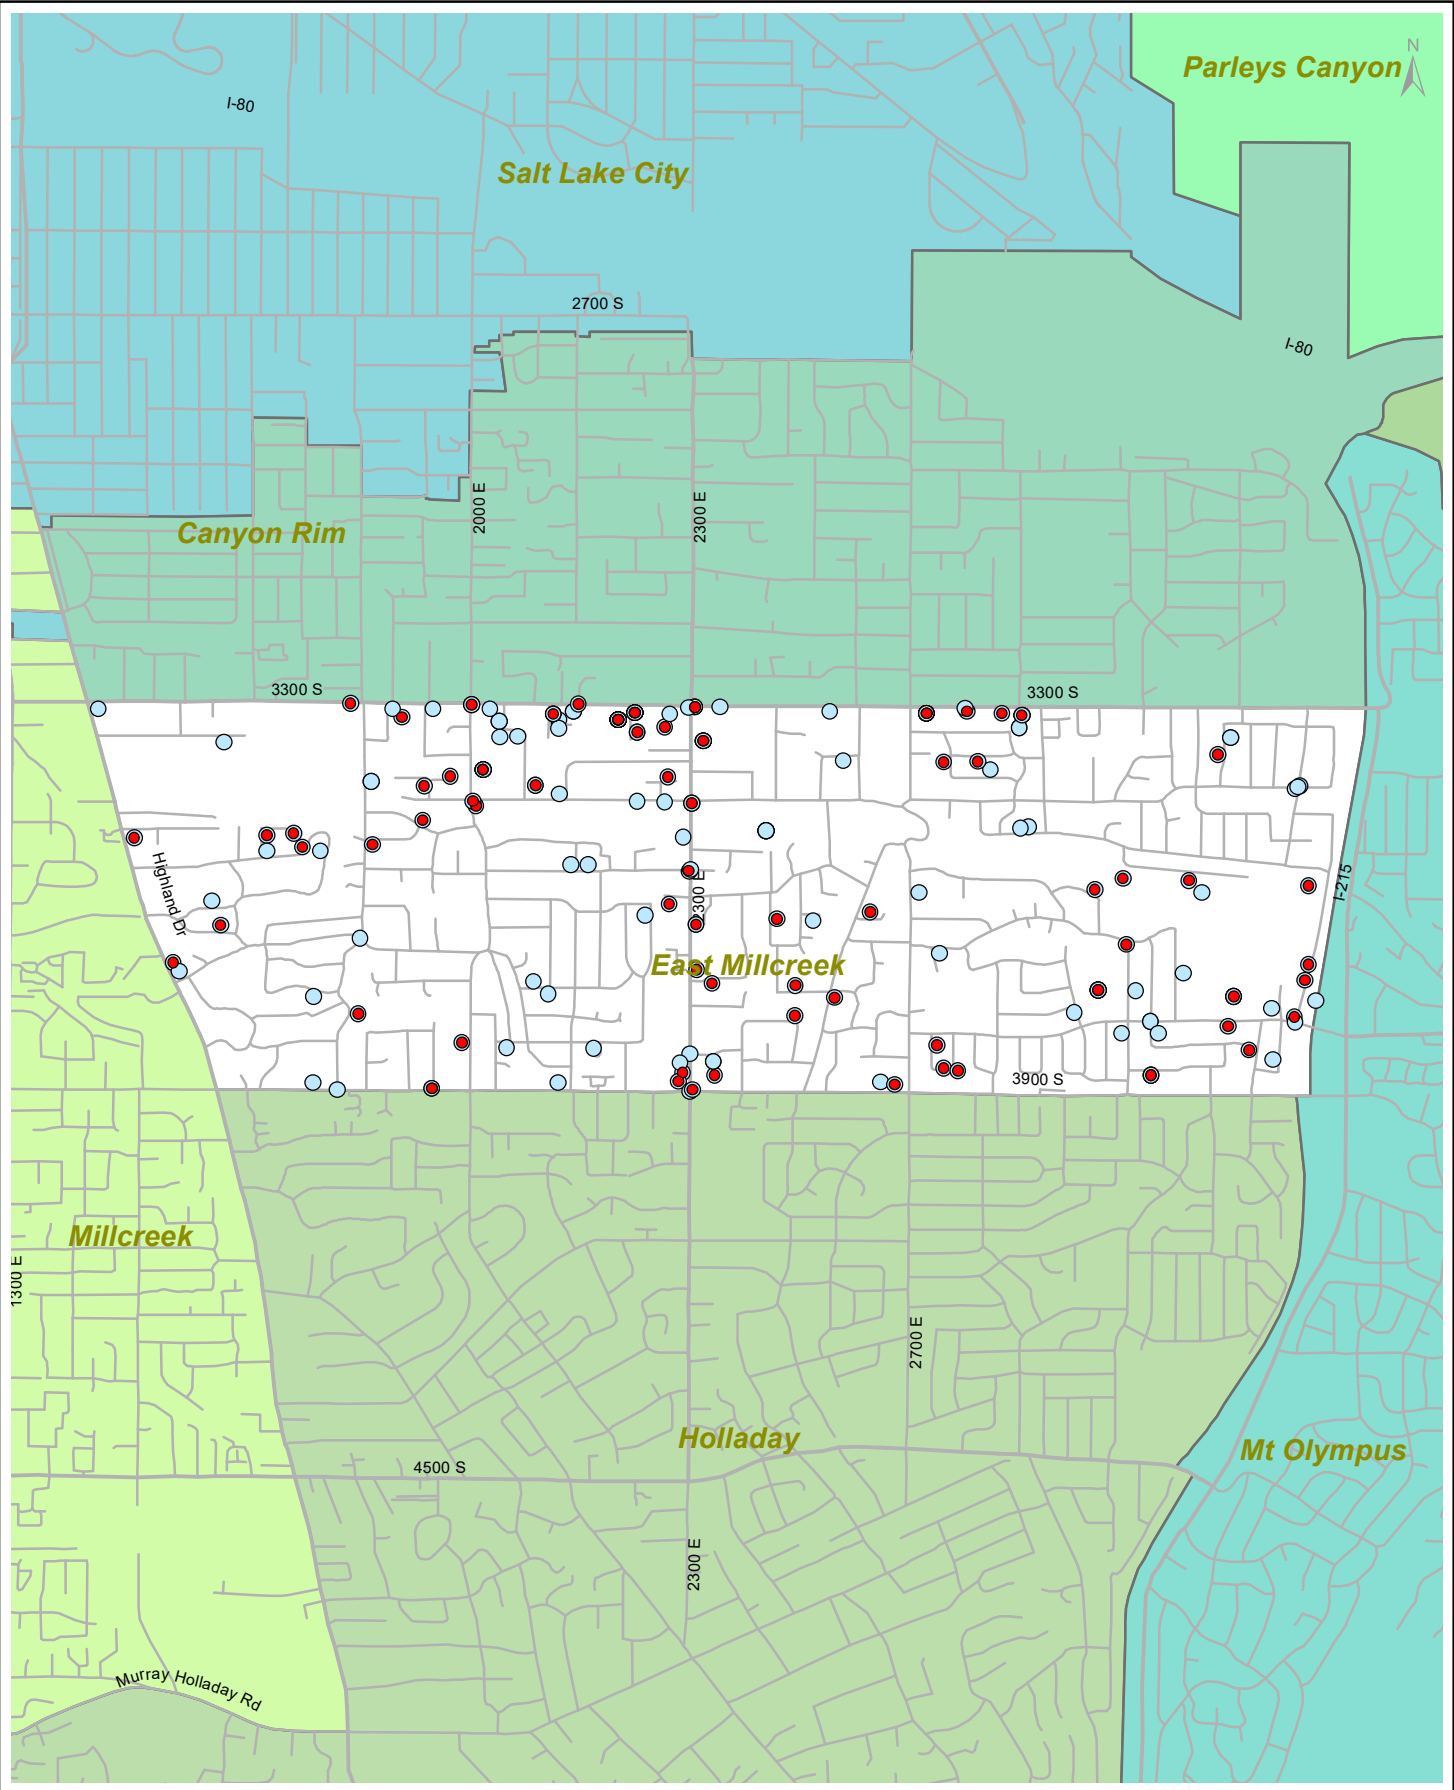 N
Parleys Canyon
I-80
Salt Lake City
2700 S
I-80
2000 E
2300 E
Canyon Rim
3300 S
3300 S
Highland Dr
2300 E
I-215
East Millcreek
3900 S
Millcreek
1300 E
2700 E
Holladay
Mt Olympus
4500 S
2300 E
Murray Holladay Rd